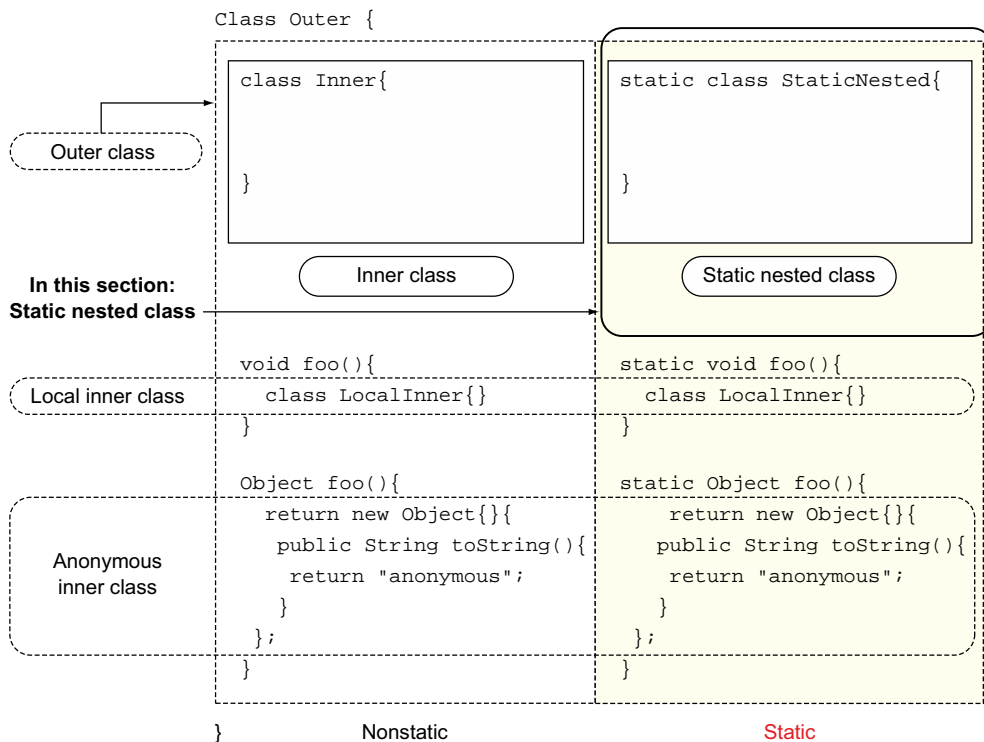 Class Outer {
class Inner{
}
Inner class
static class StaticNested{
}
Static nested class
Outer class
In this section:
Static nested class
void foo(){
class LocalInner{}
}
static void foo(){
class LocalInner{}
}
Local inner class
Object foo(){
return new Object{}{
public String toString(){
return "anonymous";
}
};
}
static Object foo(){
return new Object{}{
public String toString(){
return "anonymous";
}
};
}
Anonymous
inner class
}
Nonstatic
Static